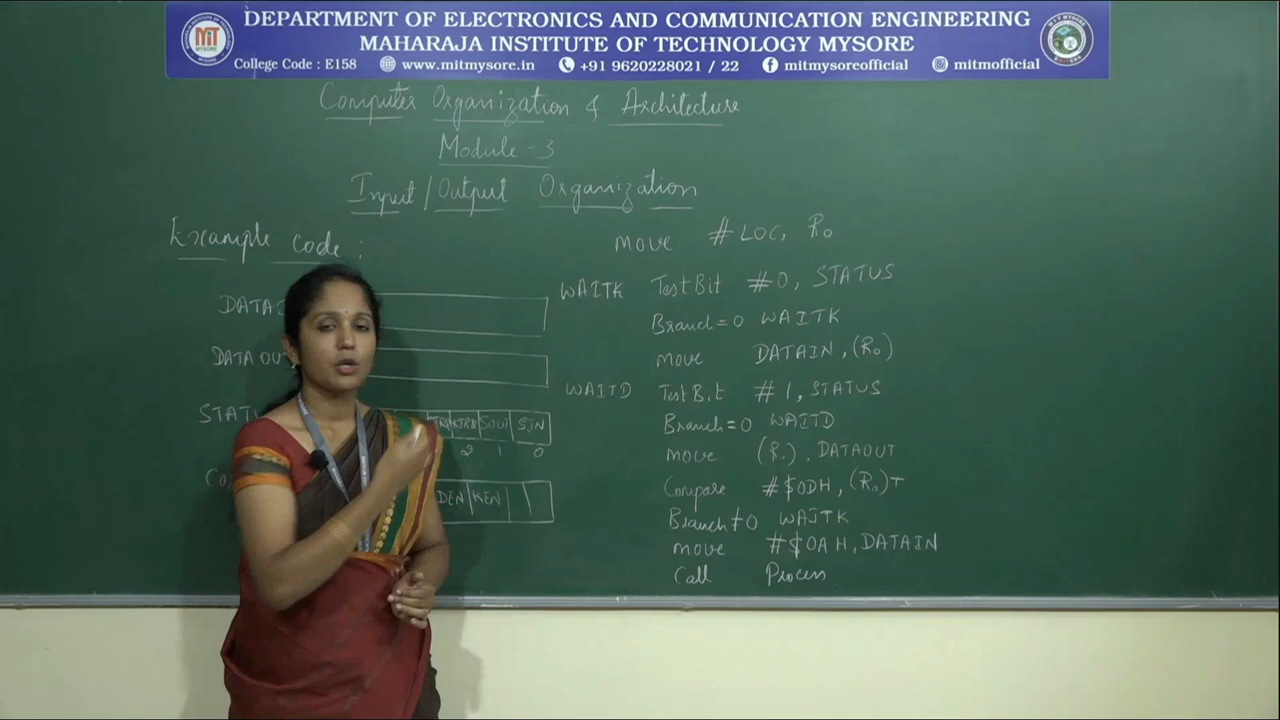 DEPARTMENT OF ELECTRONICS AND COMMUNICATION ENGINEERING
MAHARAJA INSTITUTE OF TECHNOLOGY MYSORE
College Code : E158 www.mitmysore.in +91 9620228021 / 22 mitmysoreofficial mitmofficial
MIT
MYSORE
Computer Organization & Architecture
Module - 3
Input / Output Organization
Example code :
DATA
DATA OUT
STATU
SOUT SIN
2 1 0
CO
DEN KEN
move #LOC, R0
WAITK TestBit #0, STATUS
Branch=0 WAITK
move DATAIN, (R0)
WAITD TestBit #1, STATUS
Branch=0 WAITD
move (R0), DATAOUT
Compare #$0DH, (R0)+
Branch≠0 WAITK
move #$0AH, DATAIN
Call Process